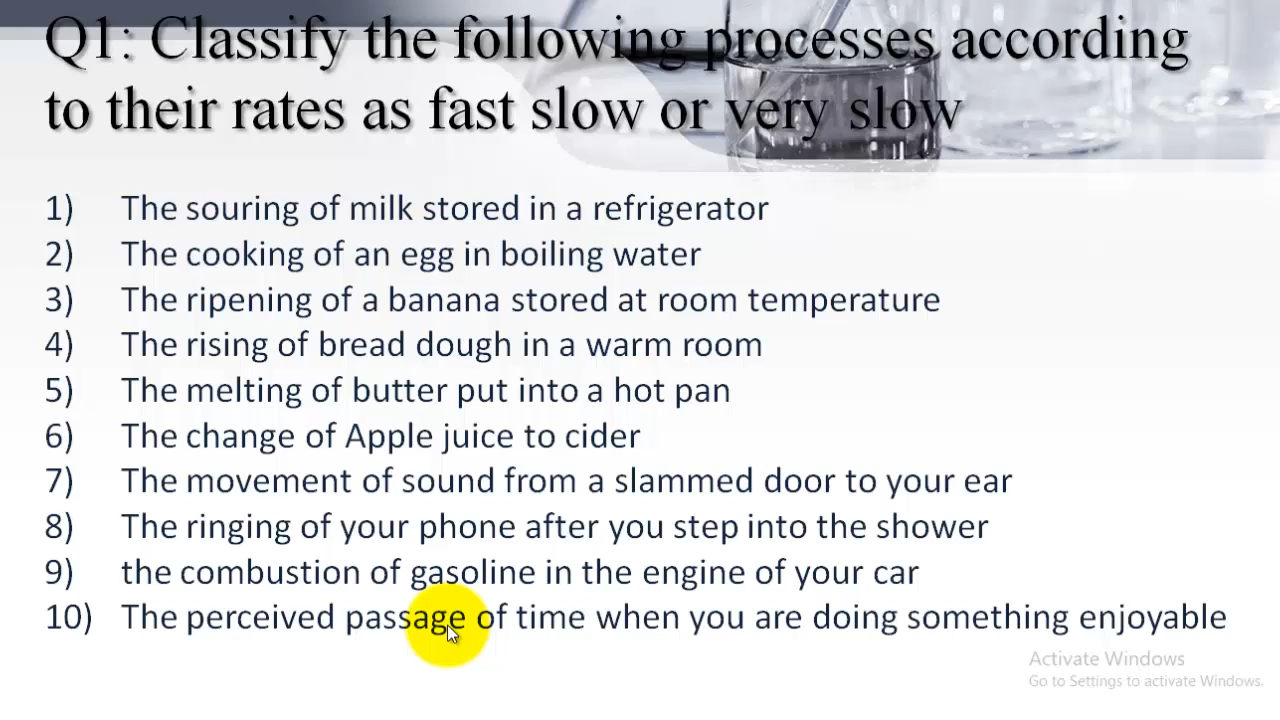 Q1: Classify the following processes according
to their rates as fast slow or very slow
1) The souring of milk stored in a refrigerator
2) The cooking of an egg in boiling water
3) The ripening of a banana stored at room temperature
4) The rising of bread dough in a warm room
5) The melting of butter put into a hot pan
6) The change of Apple juice to cider
7) The movement of sound from a slammed door to your ear
8) The ringing of your phone after you step into the shower
9) the combustion of gasoline in the engine of your car
10) The perceived passage of time when you are doing something enjoyable
Activate Windows
Go to Settings to activate Windows.